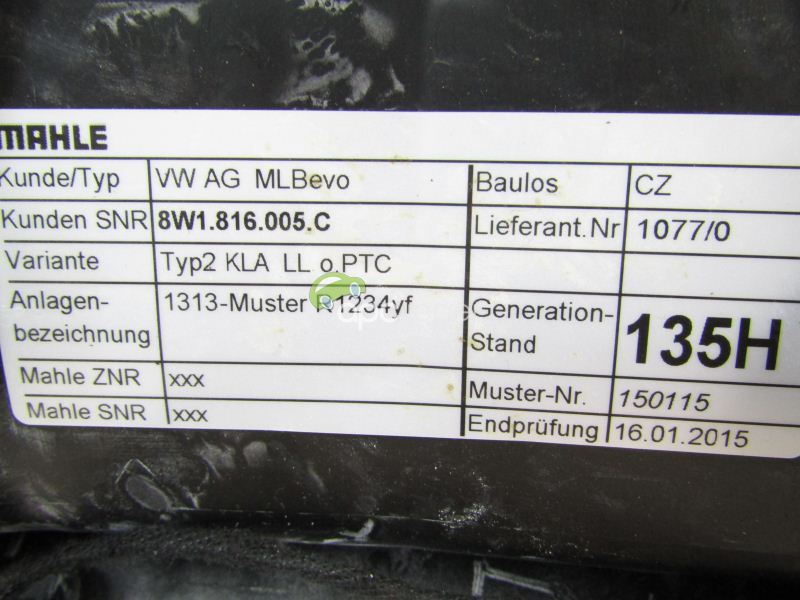 MAHLE
Kunde/Typ VW AG MLBevo Baulos CZ
Kunden SNR 8W1.816.005.C Lieferant.Nr 1077/0
Variante Typ2 KLA LL o.PTC
Anlagen- 1313-Muster R1234yf Generation- 135H
bezeichnung Stand
Mahle ZNR xxx Muster-Nr. 150115
Mahle SNR xxx Endprüfung 16.01.2015